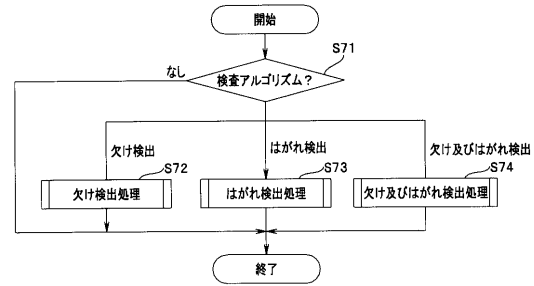 開始
S71
なし
検査アルゴリズム？
欠け検出
はがれ検出
欠け及びはがれ検出
S72
S73
S74
欠け検出処理
はがれ検出処理
欠け及びはがれ検出処理
終了